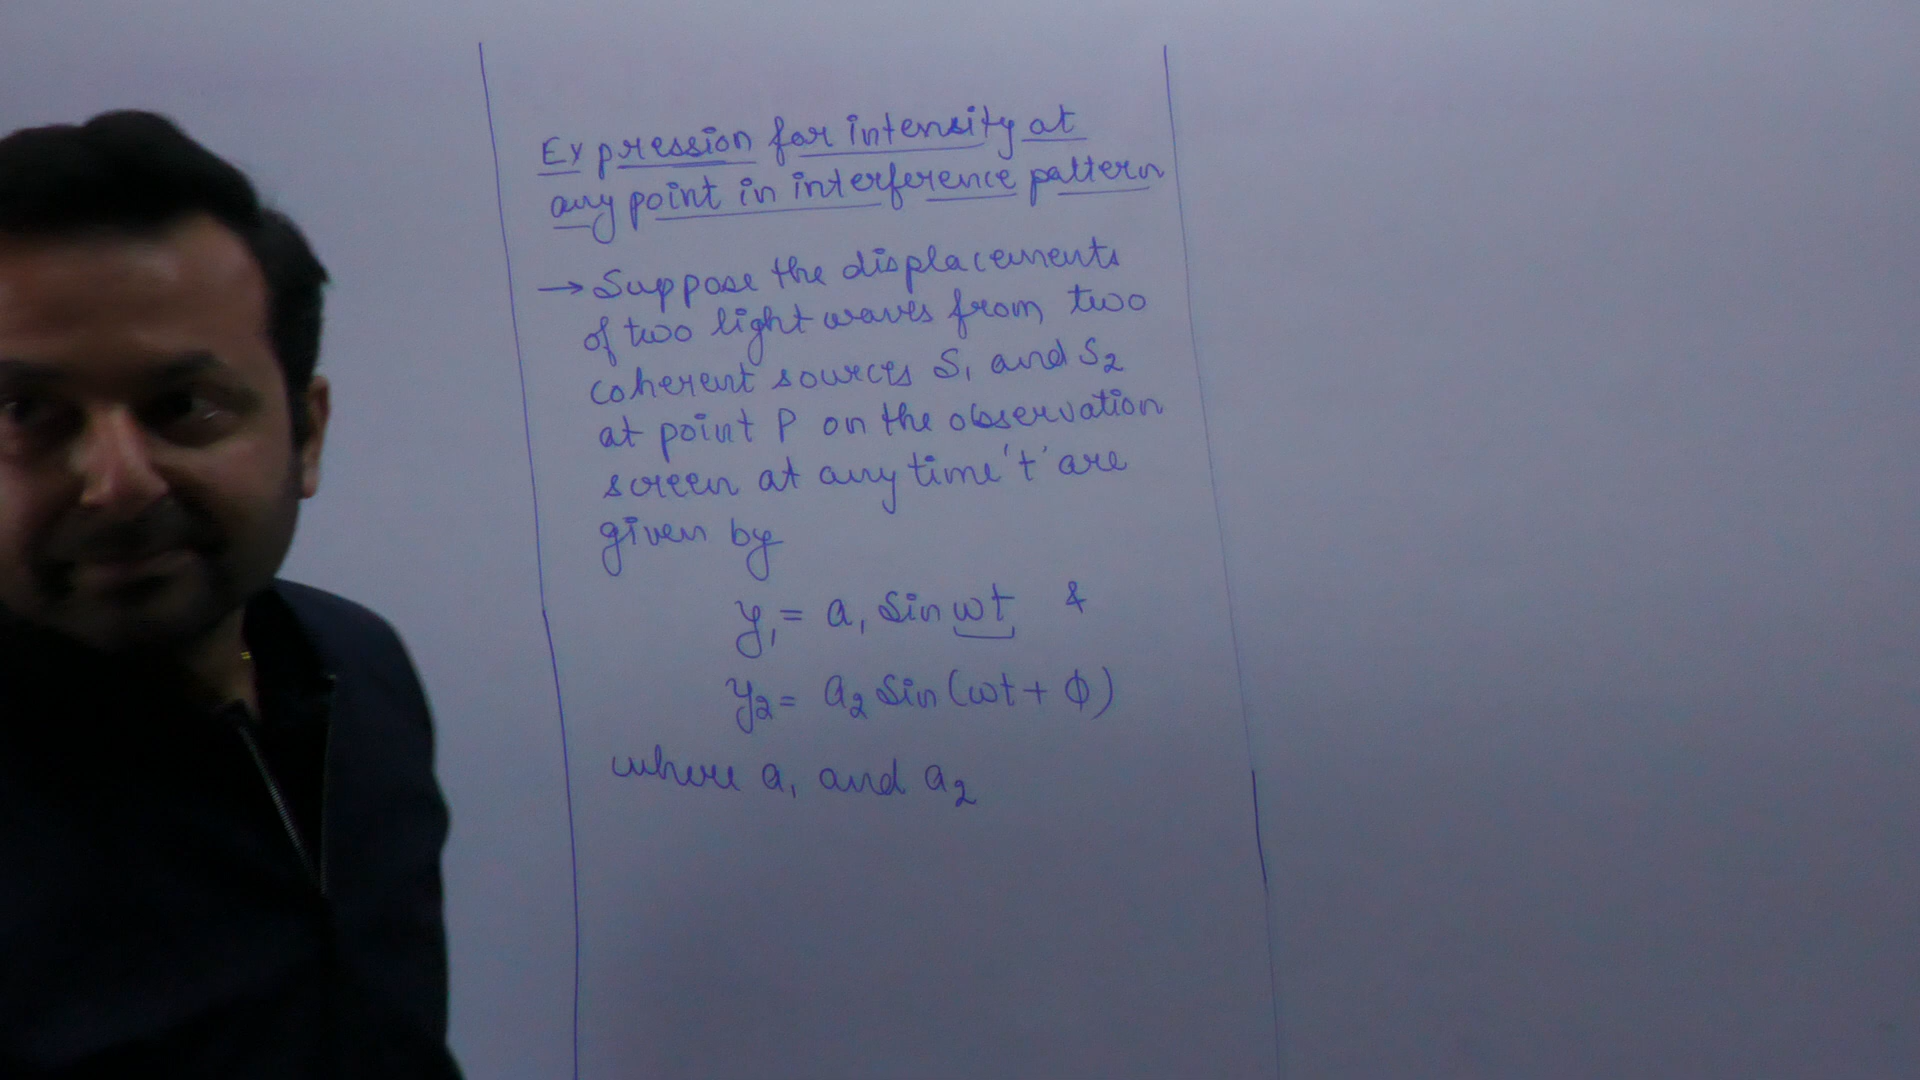 Expression for intensity at
any point in interference pattern
→ Suppose the displacements
of two light waves from two
coherent sources S₁ and S₂
at point P on the observation
screen at any time 't' are
given by
y₁ = a₁ sin ωt &
y₂ = a₂ sin (ωt + ϕ)
where a₁ and a₂